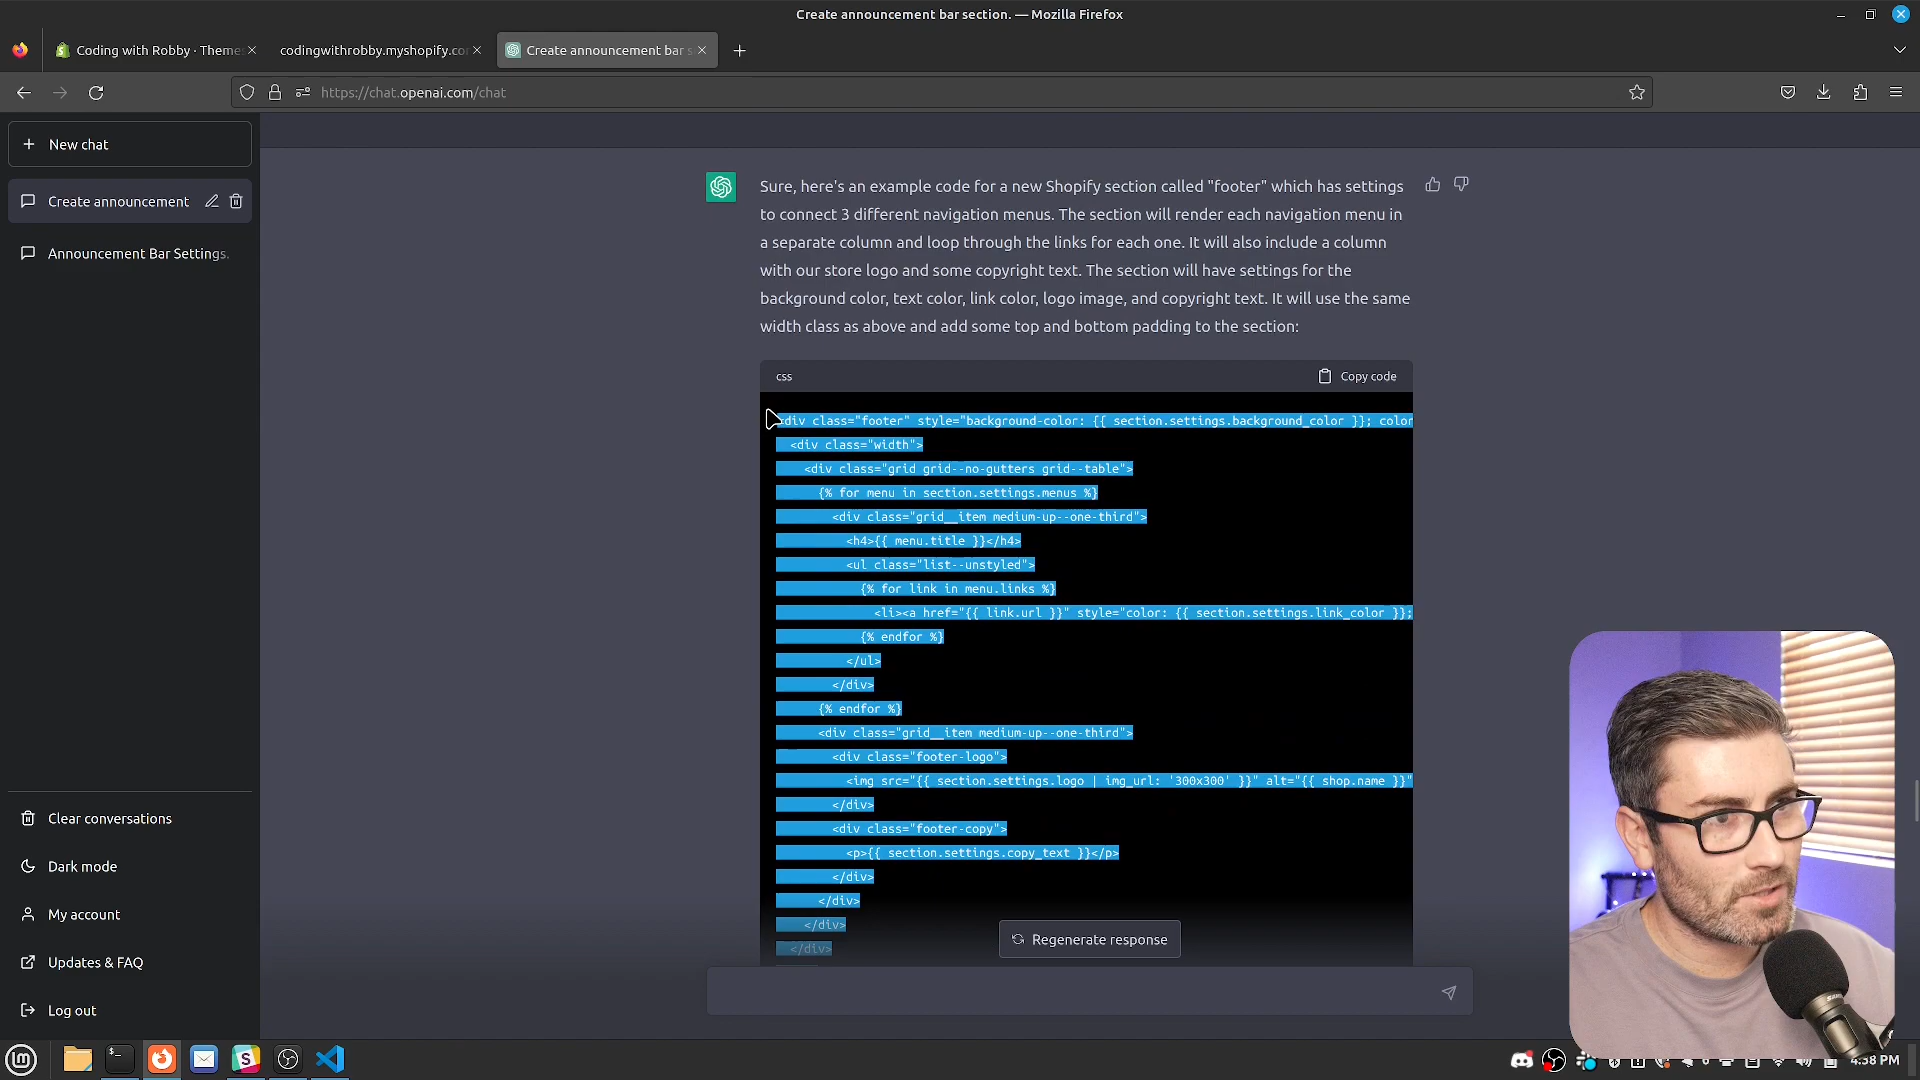 Create announcement bar section. — Mozilla Firefox
Coding with Robby · Theme
codingwithrobby.myshopify.co
Create announcement bar s
https://chat.openai.com/chat
New chat
Create announcement
Announcement Bar Settings.
Clear conversations
Dark mode
My account
Updates & FAQ
Log out
Sure, here's an example code for a new Shopify section called "footer" which has settings
to connect 3 different navigation menus. The section will render each navigation menu in
a separate column and loop through the links for each one. It will also include a column
with our store logo and some copyright text. The section will have settings for the
background color, text color, link color, logo image, and copyright text. It will use the same
width class as above and add some top and bottom padding to the section:
css
Copy code
div class="footer" style="background-color: {{ section.settings.background_color }}; color
<div class="width">
<div class="grid grid--no-gutters grid--table">
{% for menu in section.settings.menus %}
<div class="grid__item medium-up--one-third">
<h4>{{ menu.title }}</h4>
<ul class="list--unstyled">
{% for link in menu.links %}
<li><a href="{{ link.url }}" style="color: {{ section.settings.link_color }};
{% endfor %}
</ul>
</div>
{% endfor %}
<div class="grid__item medium-up--one-third">
<div class="footer-logo">
<img src="{{ section.settings.logo | img_url: '300x300' }}" alt="{{ shop.name }}"
</div>
<div class="footer-copy">
<p>{{ section.settings.copy_text }}</p>
</div>
</div>
</div>
</div>
Regenerate response
4:38 PM